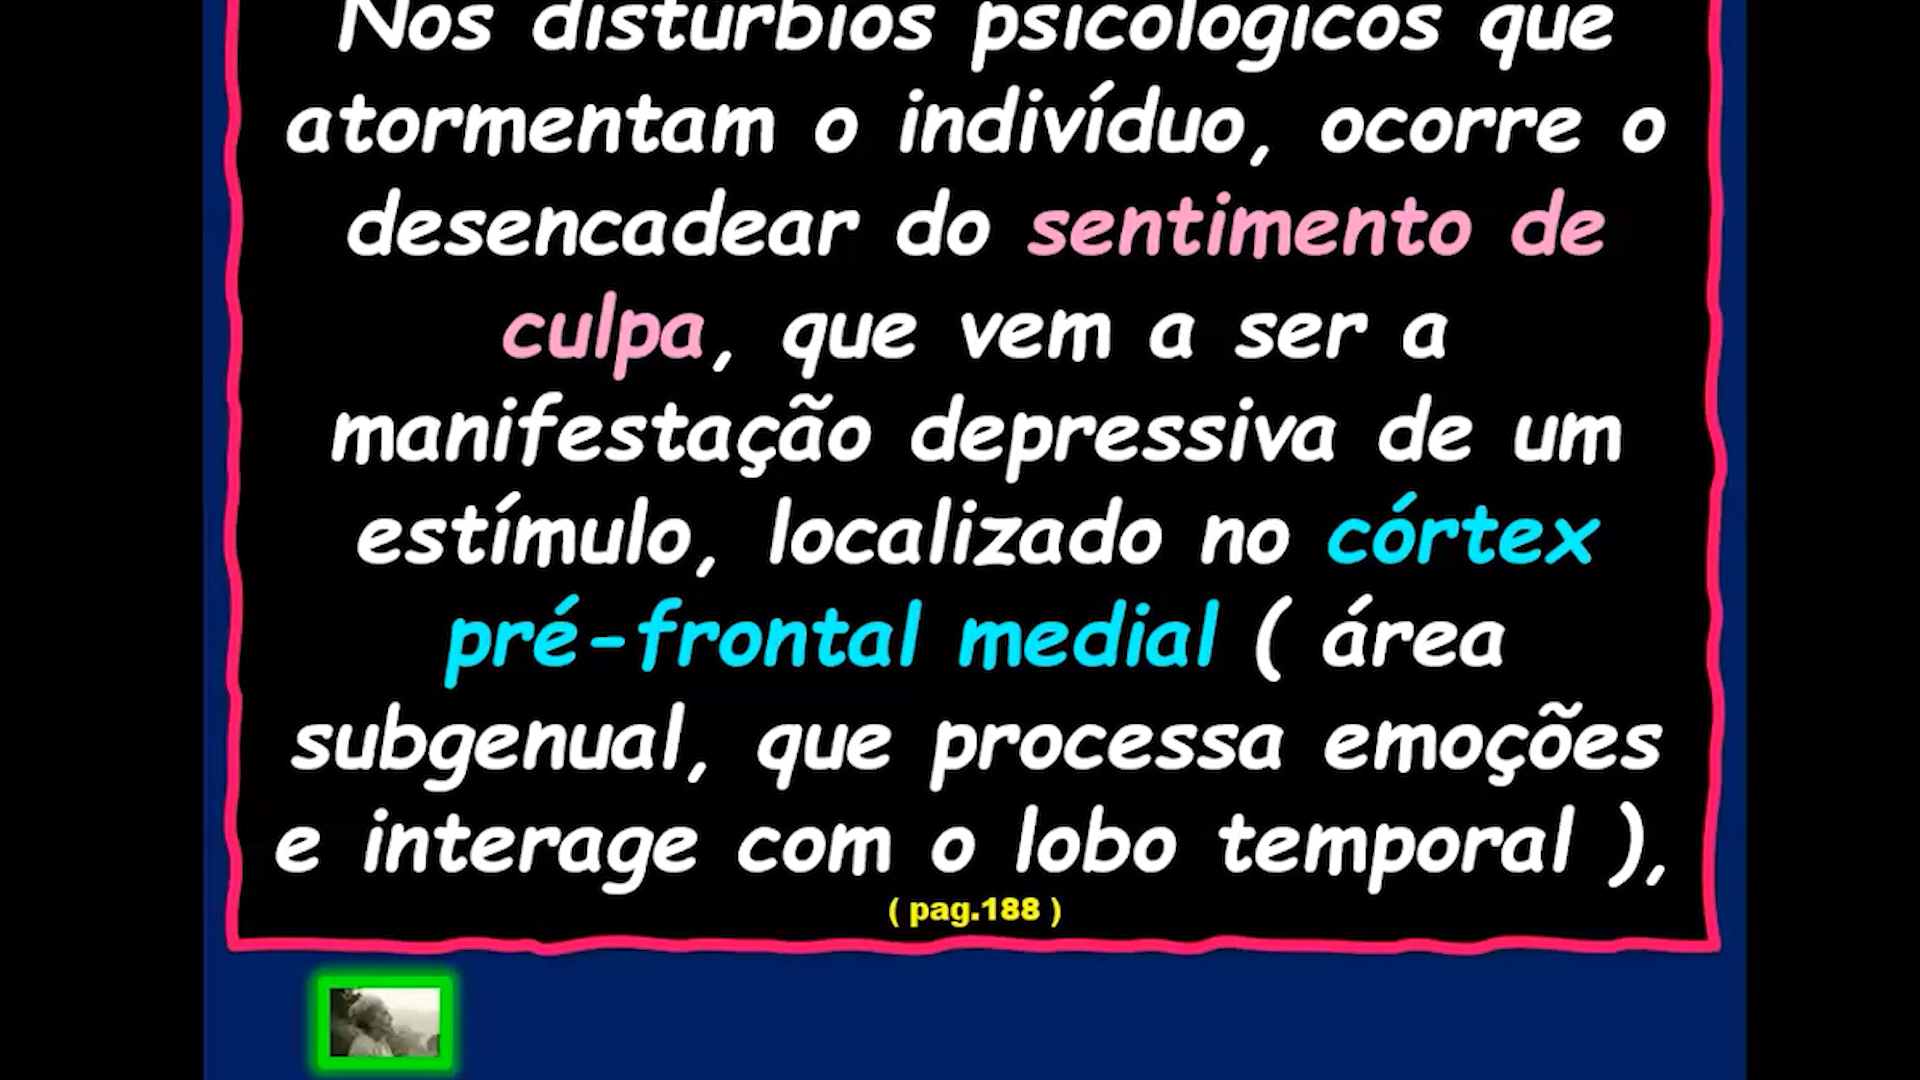 Nos distúrbios psicológicos que
atormentam o indivíduo, ocorre o
desencadear do sentimento de
culpa, que vem a ser a
manifestação depressiva de um
estímulo, localizado no córtex
pré-frontal medial ( área
subgenual, que processa emoções
e interage com o lobo temporal ),
( pag.188 )